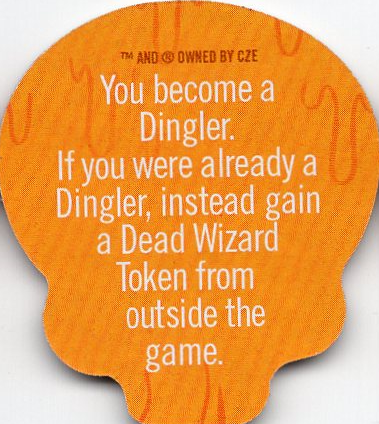 ™ AND ® OWNED BY CZE
You become a
Dingler.
If you were already a
Dingler, instead gain
a Dead Wizard
Token from
outside the
game.